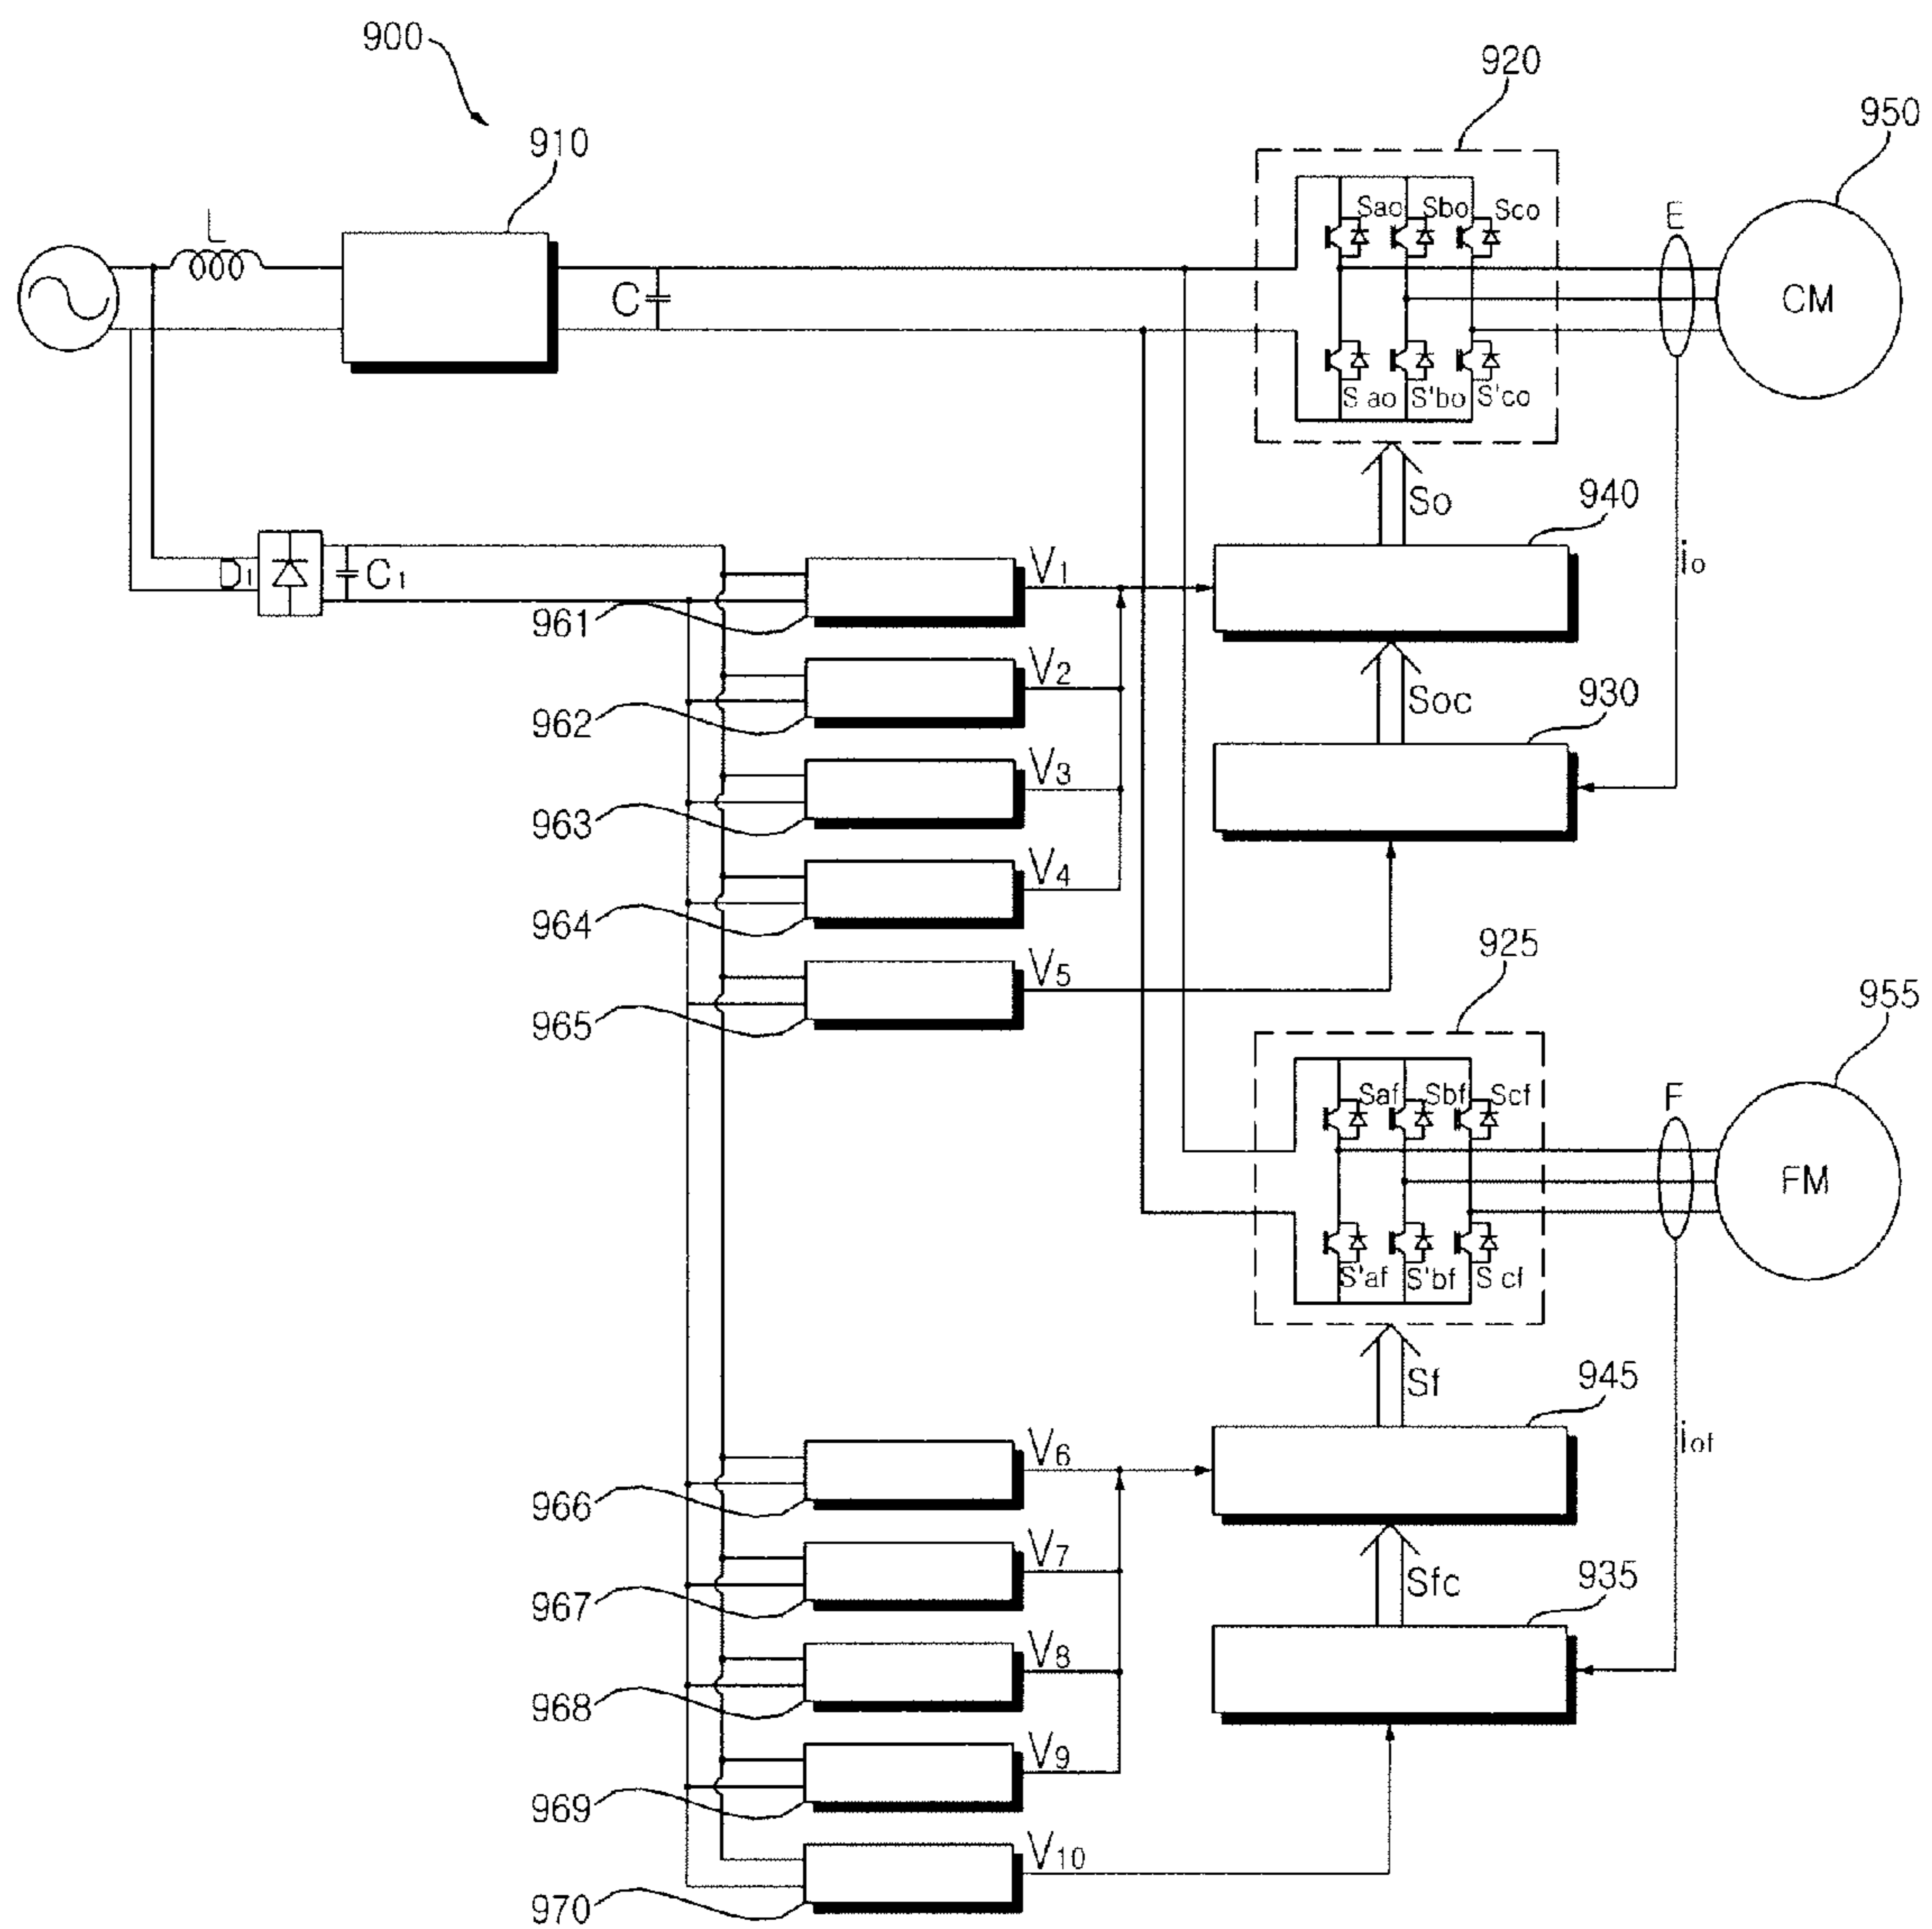 900
920
950
910
L
Sao Sbo Sco
E
C
CM
S ao S'bo S'co
So
940
io
D1
C1
V1
961
V2
Soc
930
962
V3
963
V4
964
925
V5
955
965
Saf Sbf Scf
F
FM
S'af S'bf S cf
Sf
945
iof
V6
966
V7
Sfc
935
967
V8
968
V9
969
V10
970